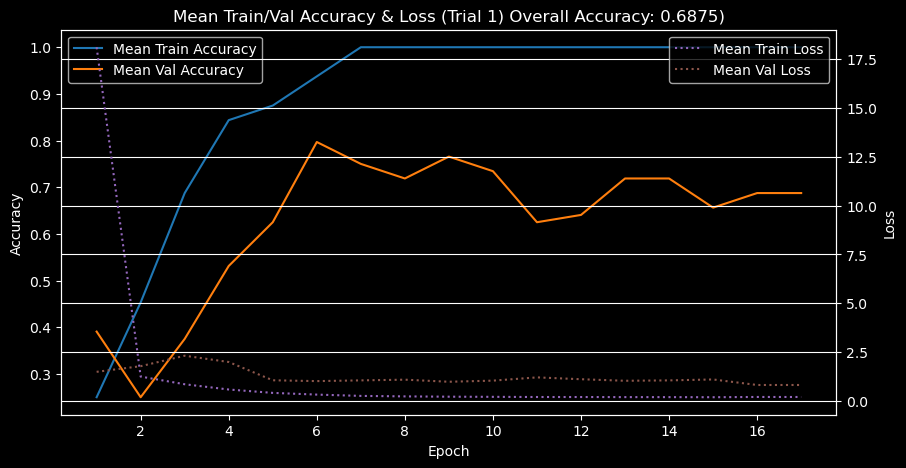 Mean Train/Val Accuracy & Loss (Trial 1) Overall Accuracy: 0.6875)
Mean Train Accuracy
Mean Val Accuracy
Mean Train Loss
Mean Val Loss
Accuracy
1.0
0.9
0.8
0.7
0.6
0.5
0.4
0.3
17.5
15.0
12.5
10.0
7.5
5.0
2.5
0.0
Loss
2 4 6 8 10 12 14 16
Epoch